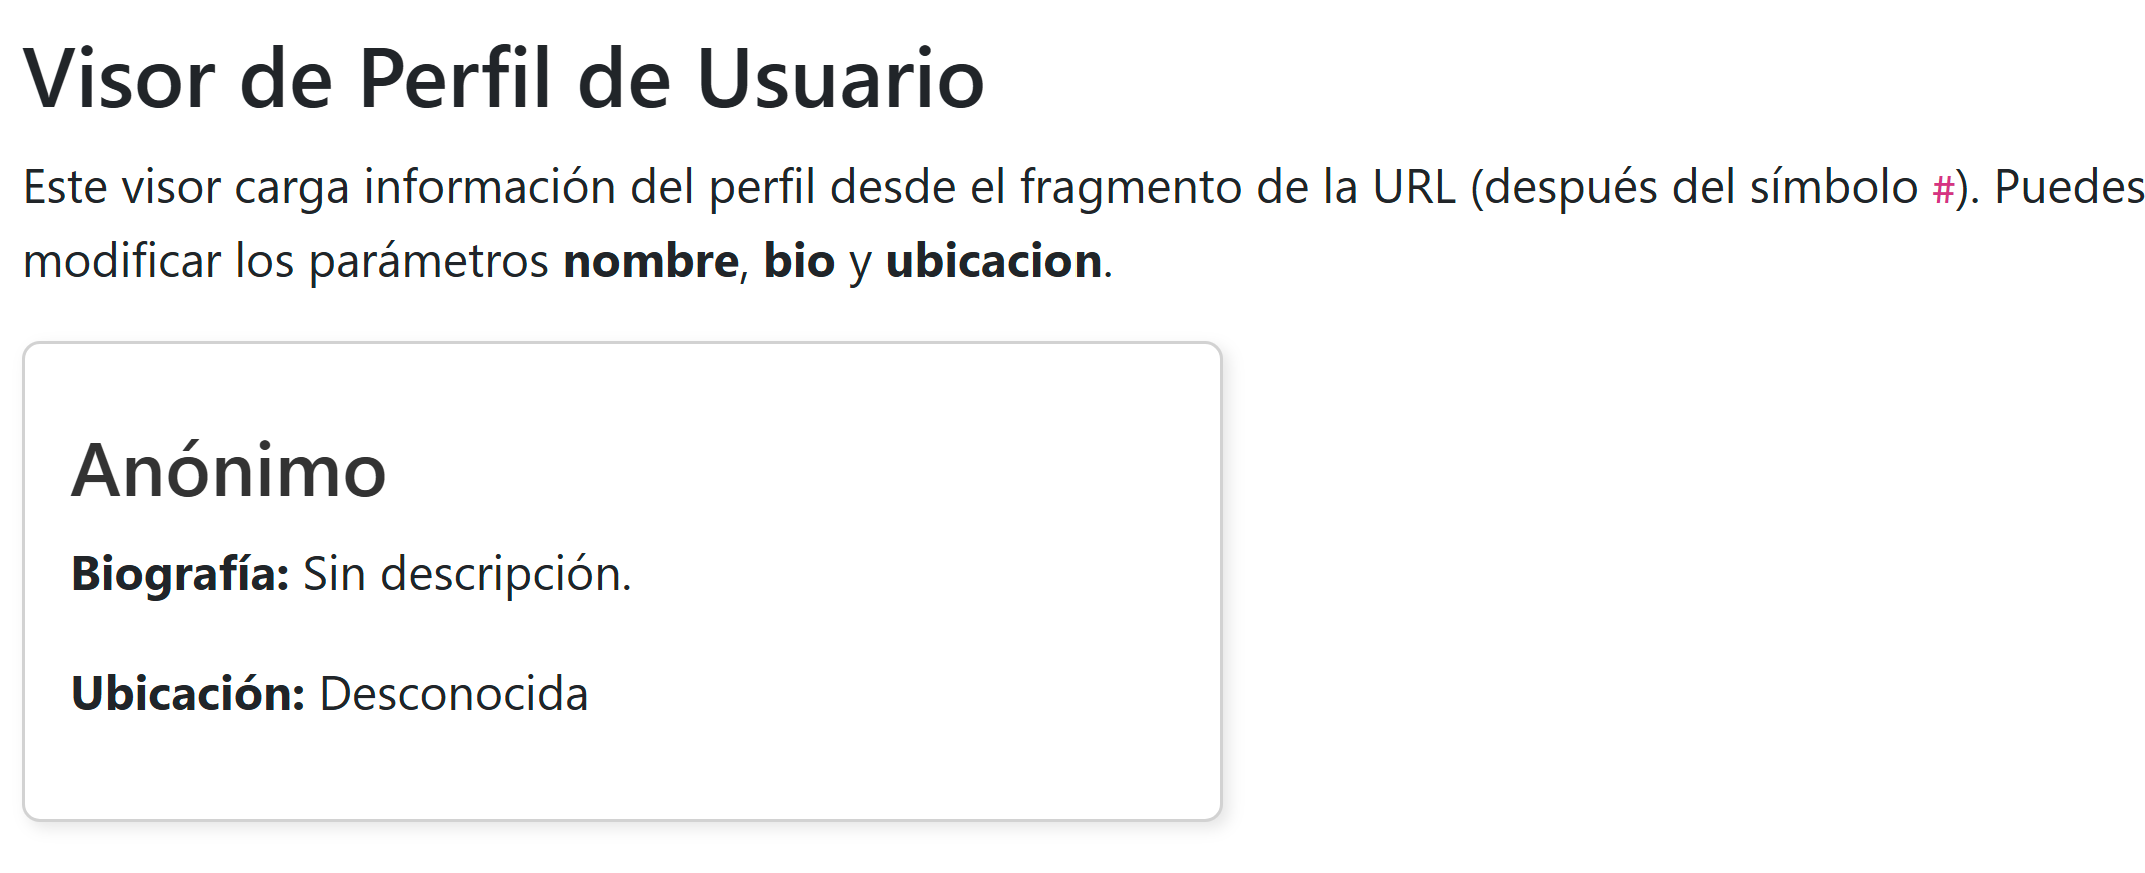 Visor de Perfil de Usuario
Este visor carga información del perfil desde el fragmento de la URL (después del símbolo #). Puedes
modificar los parámetros nombre, bio y ubicacion.
Anónimo
Biografía: Sin descripción.
Ubicación: Desconocida